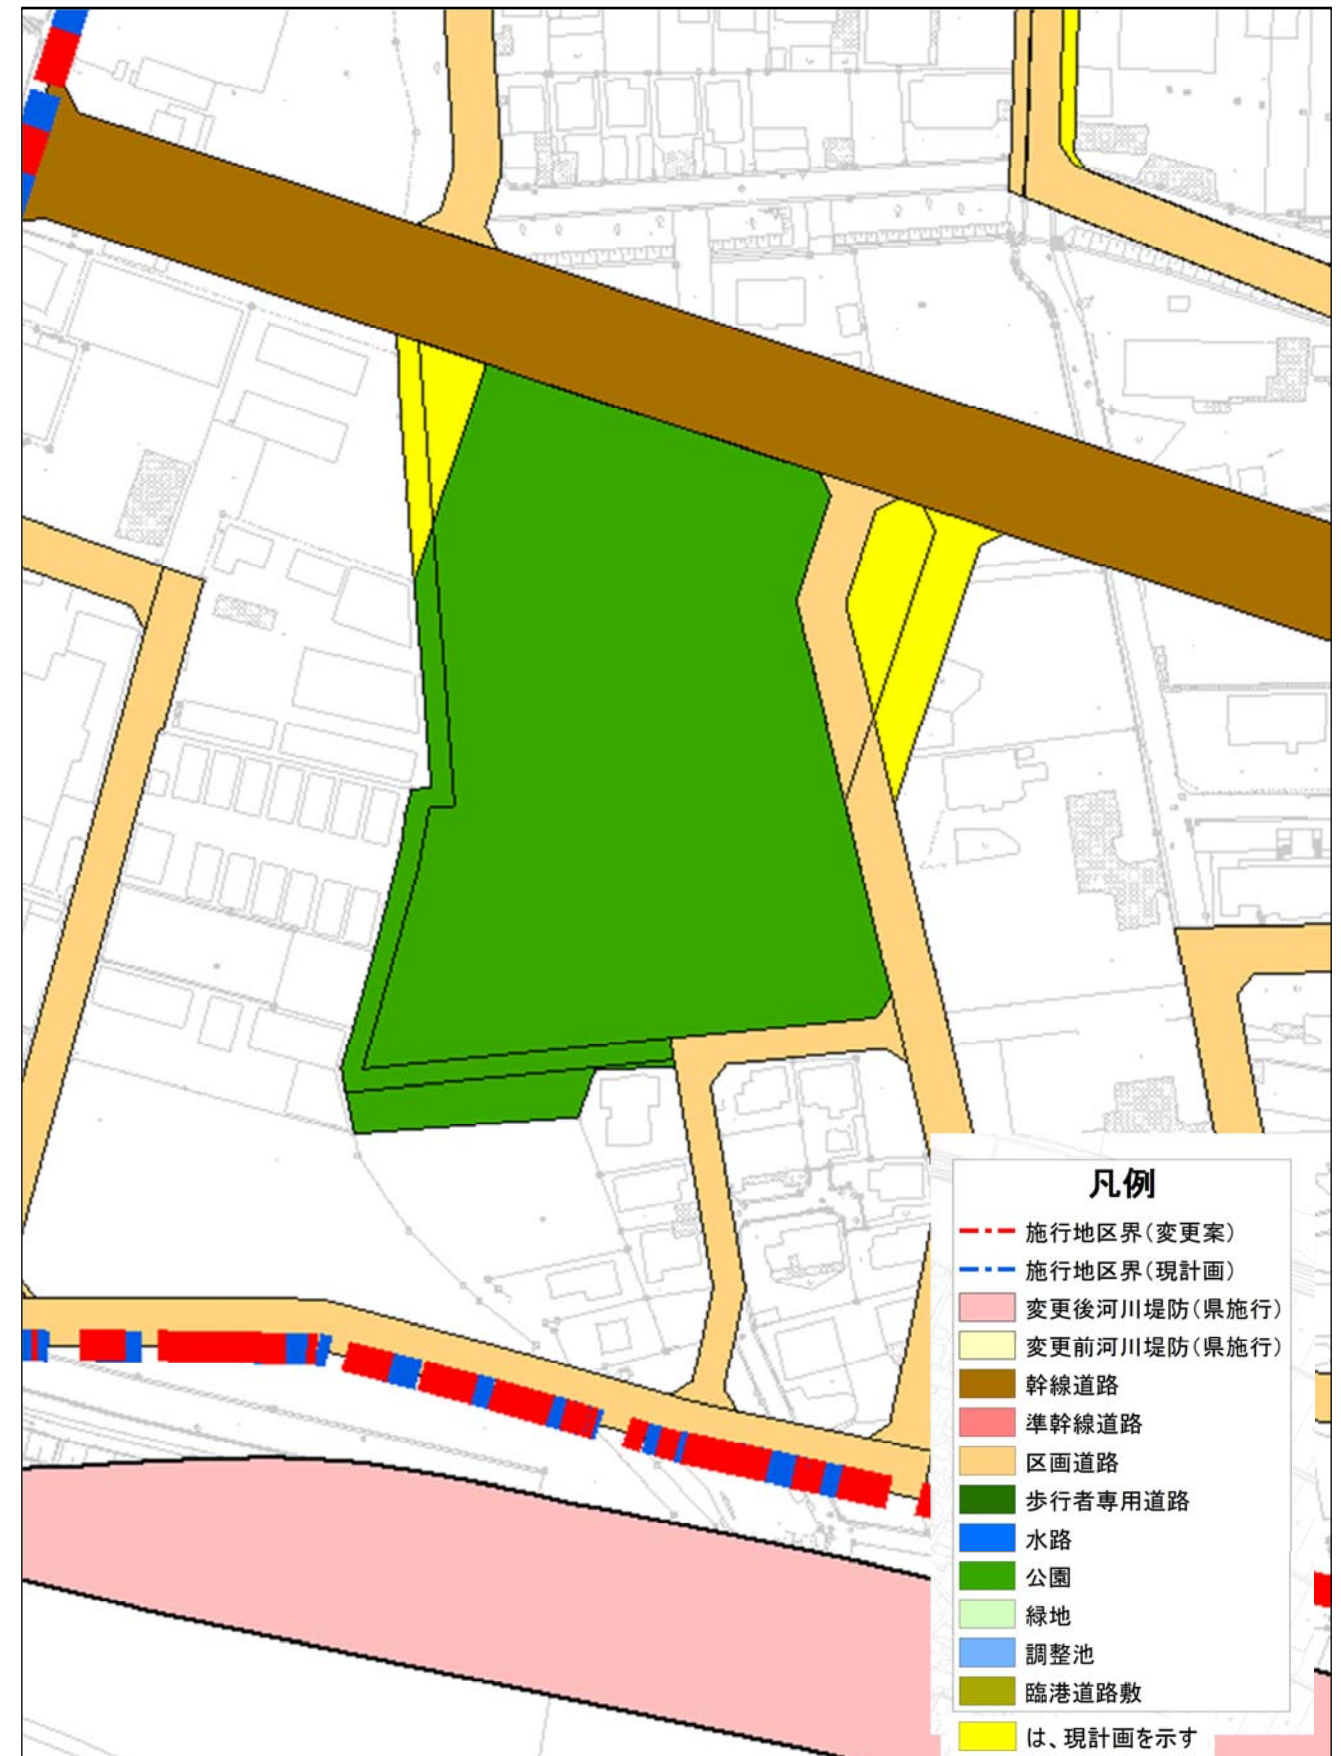 凡例
施行地区界(変更案)
施行地区界(現計画)
変更後河川堤防(県施行)
変更前河川堤防(県施行)
幹線道路
準幹線道路
区画道路
歩行者専用道路
水路
公園
緑地
調整池
臨港道路敷
は、現計画を示す